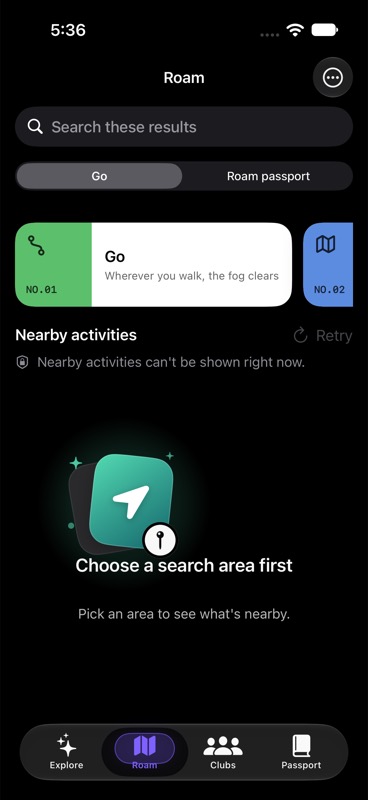 5:36
Roam
Search these results
Go
Roam passport
NO.01
Go
Wherever you walk, the fog clears
NO.02
Nearby activities
Retry
Nearby activities can't be shown right now.
Choose a search area first
Pick an area to see what's nearby.
Explore
Roam
Clubs
Passport